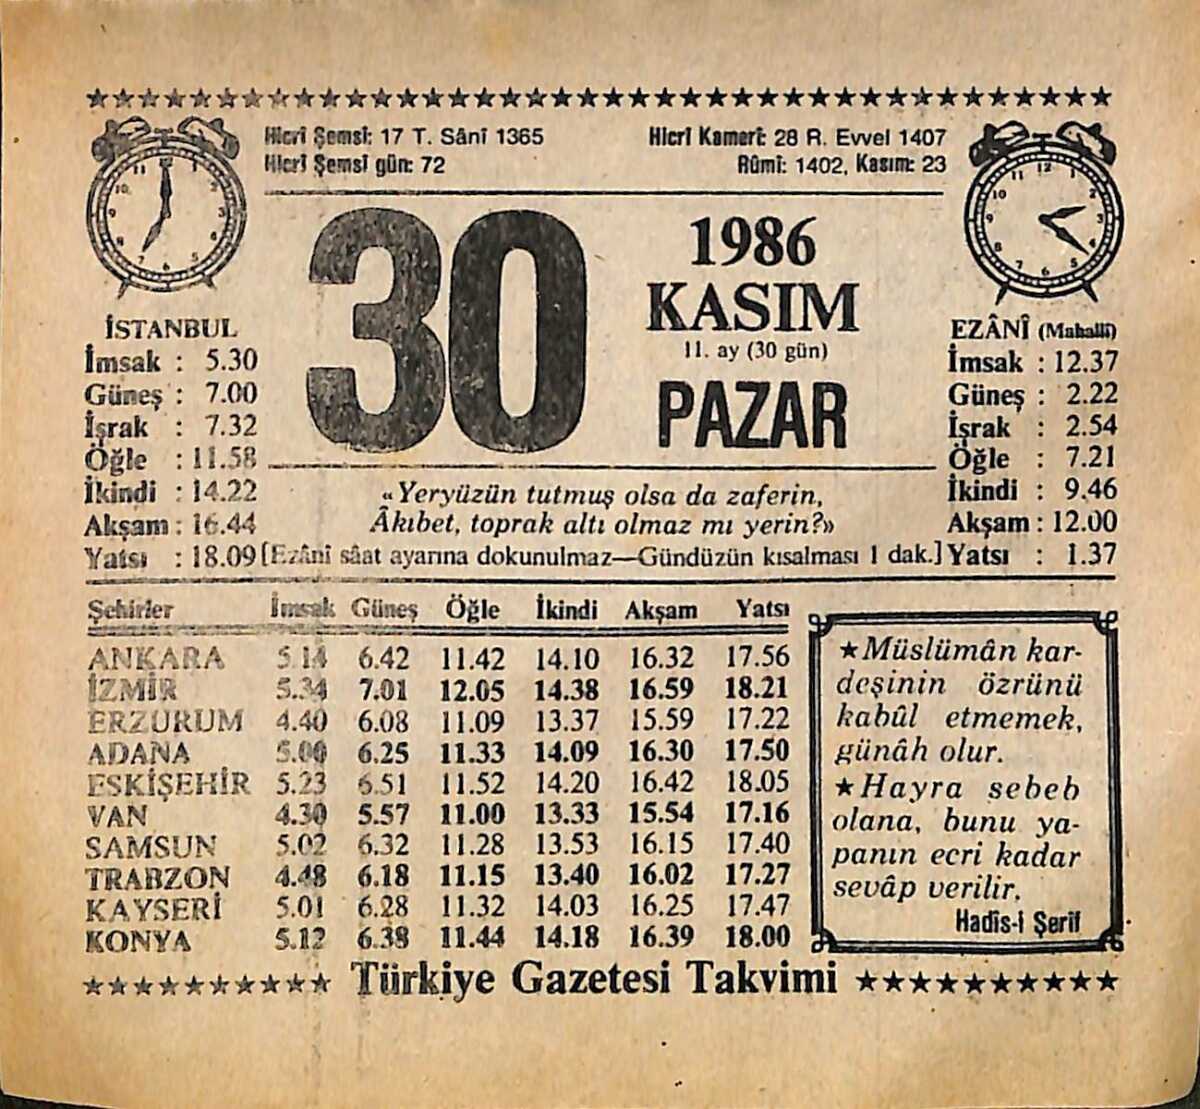 Hicrî Şemsî: 17 T. Sânî 1365
Hicrî Şemsî gün: 72
Hicrî Kamerî: 28 R. Evvel 1407
Rûmî: 1402, Kasım: 23
30
1986
KASIM
11. ay (30 gün)
PAZAR
İSTANBUL
İmsak : 5.30
Güneş : 7.00
İşrak : 7.32
Öğle : 11.58
İkindi : 14.22
Akşam : 16.44
Yatsı : 18.09
EZÂNÎ (Mahallî)
İmsak : 12.37
Güneş : 2.22
İşrak : 2.54
Öğle : 7.21
İkindi : 9.46
Akşam : 12.00
Yatsı : 1.37
«Yeryüzün tutmuş olsa da zaferin,
Âkıbet, toprak altı olmaz mı yerin?»
[Ezânî sâat ayarına dokunulmaz—Gündüzün kısalması 1 dak.]
Şehirler İmsak Güneş Öğle İkindi Akşam Yatsı
ANKARA 5.14 6.42 11.42 14.10 16.32 17.56
İZMİR 5.34 7.01 12.05 14.38 16.59 18.21
ERZURUM 4.40 6.08 11.09 13.37 15.59 17.22
ADANA 5.00 6.25 11.33 14.09 16.30 17.50
ESKİŞEHİR 5.23 6.51 11.52 14.20 16.42 18.05
VAN 4.30 5.57 11.00 13.33 15.54 17.16
SAMSUN 5.02 6.32 11.28 13.53 16.15 17.40
TRABZON 4.48 6.18 11.15 13.40 16.02 17.27
KAYSERİ 5.01 6.28 11.32 14.03 16.25 17.47
KONYA 5.12 6.38 11.44 14.18 16.39 18.00
★Müslümân kar-
deşinin özrünü
kabûl etmemek,
günâh olur.
★Hayra sebeb
olana, bunu ya-
panın ecri kadar
sevâp verilir.
Hadîs-i Şerîf
Türkiye Gazetesi Takvimi